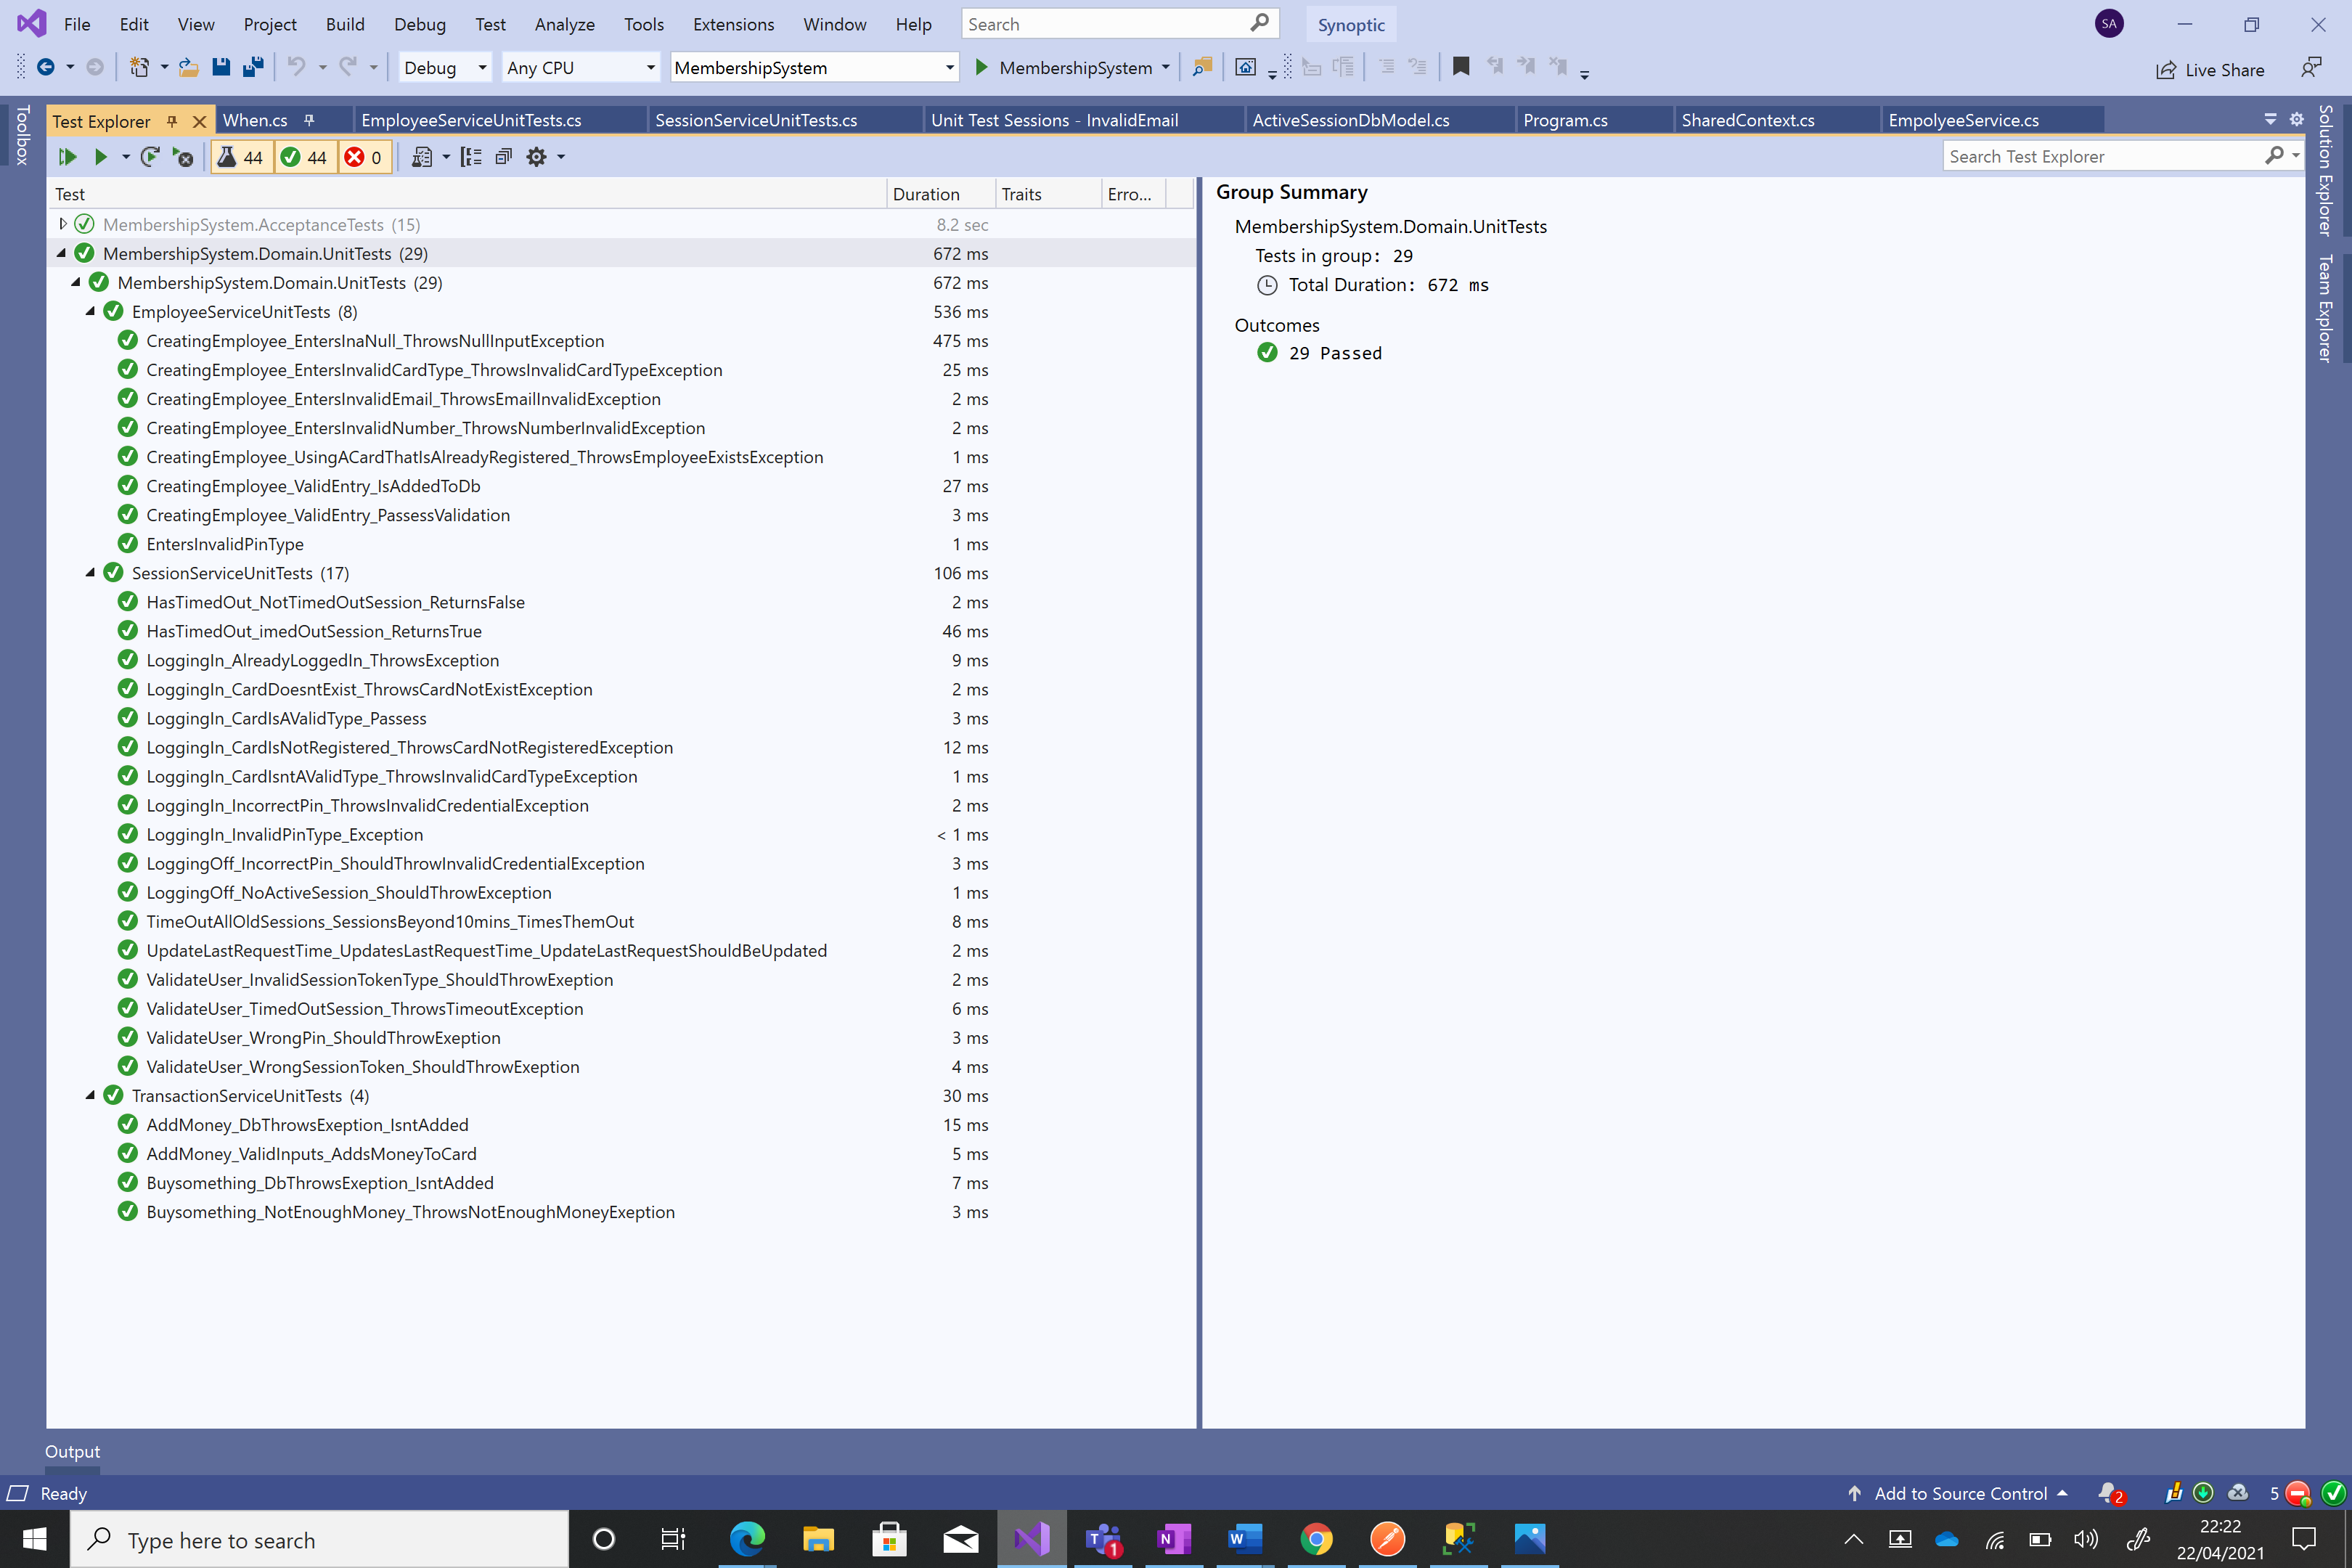 File Edit View Project Build Debug Test Analyze Tools Extensions Window Help Search Synoptic SA
Debug Any CPU MembershipSystem MembershipSystem Live Share
Toolbox
Test Explorer When.cs EmployeeServiceUnitTests.cs SessionServiceUnitTests.cs Unit Test Sessions - InvalidEmail ActiveSessionDbModel.cs Program.cs SharedContext.cs EmpolyeeService.cs
Solution Explorer
Team Explorer
44 44 0 Search Test Explorer
Test Duration Traits Erro...
MembershipSystem.AcceptanceTests (15) 8.2 sec
MembershipSystem.Domain.UnitTests (29) 672 ms
MembershipSystem.Domain.UnitTests (29) 672 ms
EmployeeServiceUnitTests (8) 536 ms
CreatingEmployee_EntersInaNull_ThrowsNullInputException 475 ms
CreatingEmployee_EntersInvalidCardType_ThrowsInvalidCardTypeException 25 ms
CreatingEmployee_EntersInvalidEmail_ThrowsEmailInvalidException 2 ms
CreatingEmployee_EntersInvalidNumber_ThrowsNumberInvalidException 2 ms
CreatingEmployee_UsingACardThatIsAlreadyRegistered_ThrowsEmployeeExistsException 1 ms
CreatingEmployee_ValidEntry_IsAddedToDb 27 ms
CreatingEmployee_ValidEntry_PassessValidation 3 ms
EntersInvalidPinType 1 ms
SessionServiceUnitTests (17) 106 ms
HasTimedOut_NotTimedOutSession_ReturnsFalse 2 ms
HasTimedOut_imedOutSession_ReturnsTrue 46 ms
LoggingIn_AlreadyLoggedIn_ThrowsException 9 ms
LoggingIn_CardDoesntExist_ThrowsCardNotExistException 2 ms
LoggingIn_CardIsAValidType_Passess 3 ms
LoggingIn_CardIsNotRegistered_ThrowsCardNotRegisteredException 12 ms
LoggingIn_CardIsntAValidType_ThrowsInvalidCardTypeException 1 ms
LoggingIn_IncorrectPin_ThrowsInvalidCredentialException 2 ms
LoggingIn_InvalidPinType_Exception < 1 ms
LoggingOff_IncorrectPin_ShouldThrowInvalidCredentialException 3 ms
LoggingOff_NoActiveSession_ShouldThrowException 1 ms
TimeOutAllOldSessions_SessionsBeyond10mins_TimesThemOut 8 ms
UpdateLastRequestTime_UpdatesLastRequestTime_UpdateLastRequestShouldBeUpdated 2 ms
ValidateUser_InvalidSessionTokenType_ShouldThrowExeption 2 ms
ValidateUser_TimedOutSession_ThrowsTimeoutException 6 ms
ValidateUser_WrongPin_ShouldThrowExeption 3 ms
ValidateUser_WrongSessionToken_ShouldThrowExeption 4 ms
TransactionServiceUnitTests (4) 30 ms
AddMoney_DbThrowsExeption_IsntAdded 15 ms
AddMoney_ValidInputs_AddsMoneyToCard 5 ms
Buysomething_DbThrowsExeption_IsntAdded 7 ms
Buysomething_NotEnoughMoney_ThrowsNotEnoughMoneyExeption 3 ms
Group Summary
MembershipSystem.Domain.UnitTests
Tests in group: 29
Total Duration: 672 ms
Outcomes
29 Passed
Output
Ready Add to Source Control 2 5
Type here to search 1 22:22
22/04/2021